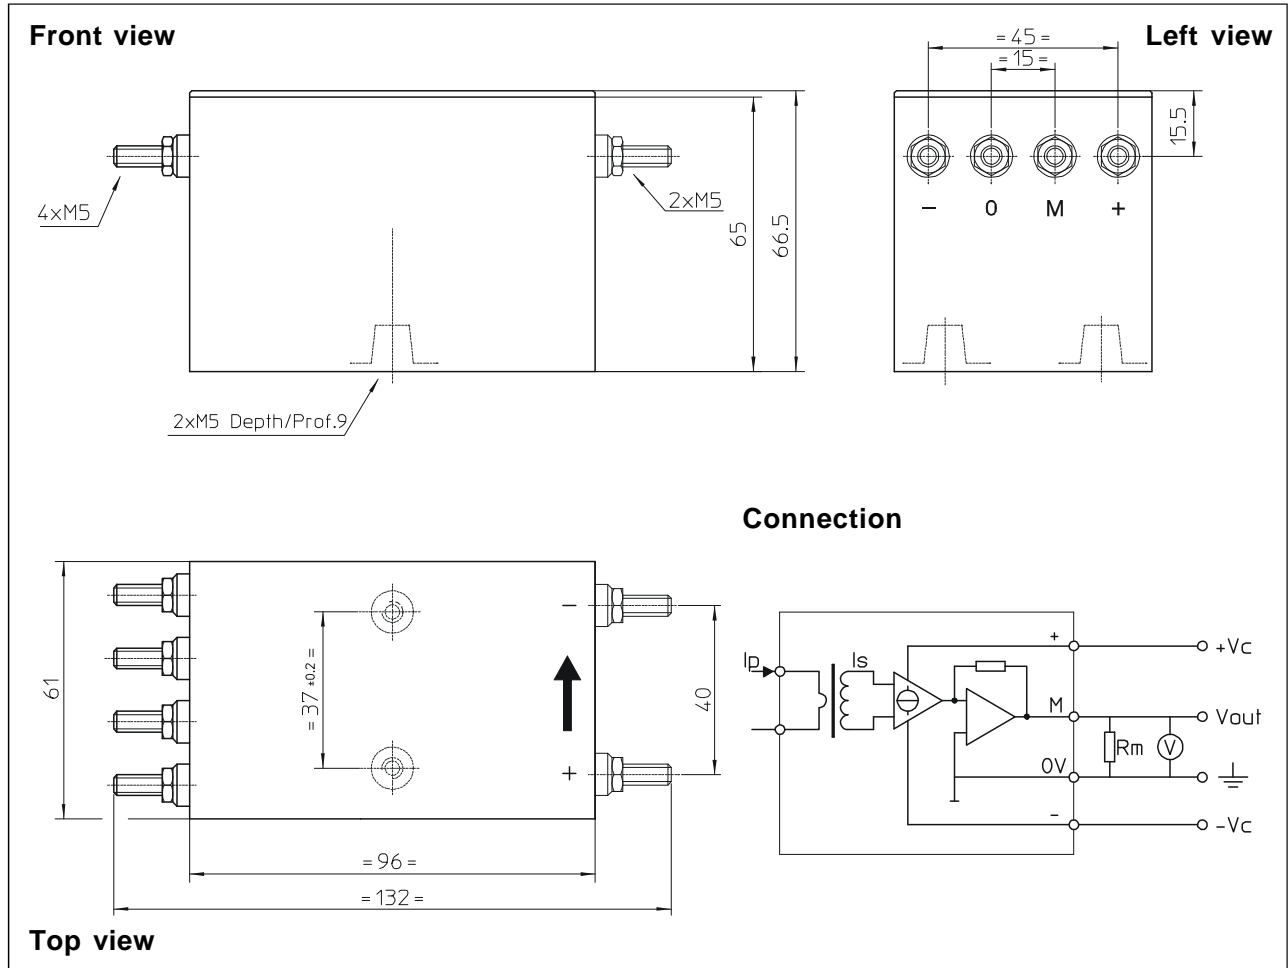 Front view
Left view
= 45 =
= 15 =
15.5
4xM5
2xM5
65
66.5
- 0 M +
2xM5 Depth/Prof.9
Connection
61
= 37 ±0.2 =
-
+
40
= 96 =
= 132 =
Top view
Ip
Is
+
+Vc
M
Vout
Rm
V
0V
-
-Vc